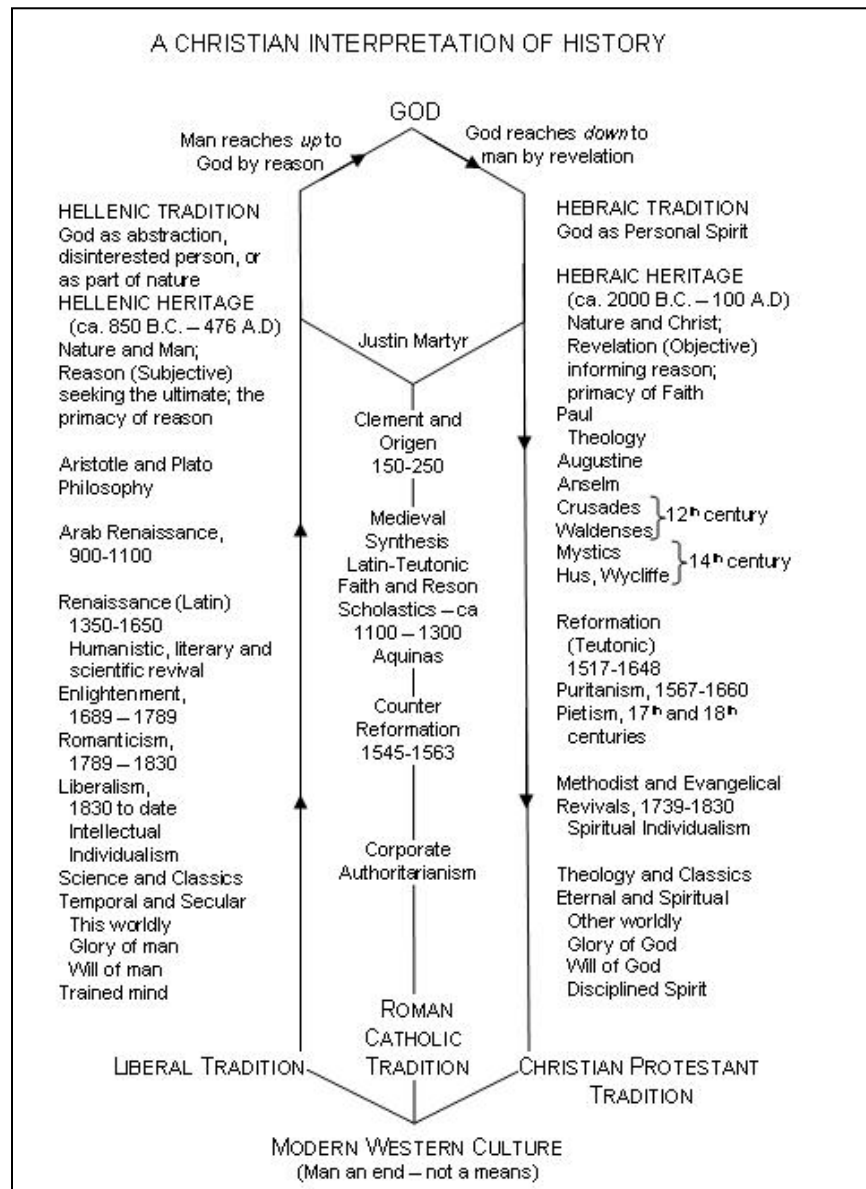 A CHRISTIAN INTERPRETATION OF HISTORY
GOD
Man reaches up to
God by reason
God reaches down to
man by revelation
HELLENIC TRADITION
God as abstraction,
disinterested person, or
as part of nature
HELLENIC HERITAGE
(ca. 850 B.C. – 476 A.D)
Nature and Man;
Reason (Subjective)
seeking the ultimate; the
primacy of reason
Aristotle and Plato
Philosophy
Arab Renaissance,
900-1100
Renaissance (Latin)
1350-1650
Humanistic, literary and
scientific revival
Enlightenment,
1689 – 1789
Romanticism,
1789 – 1830
Liberalism,
1830 to date
Intellectual
Individualism
Science and Classics
Temporal and Secular
This worldly
Glory of man
Will of man
Trained mind
LIBERAL TRADITION
Justin Martyr
Clement and
Origen
150-250
Medieval
Synthesis
Latin-Teutonic
Faith and Reson
Scholastics – ca
1100 – 1300
Aquinas
Counter
Reformation
1545-1563
Corporate
Authoritarianism
ROMAN
CATHOLIC
TRADITION
HEBRAIC TRADITION
God as Personal Spirit
HEBRAIC HERITAGE
(ca. 2000 B.C. – 100 A.D)
Nature and Christ;
Revelation (Objective)
informing reason;
primacy of Faith
Paul
Theology
Augustine
Anselm
Crusades
Waldenses
12th century
Mystics
Hus, Wycliffe
14th century
Reformation
(Teutonic)
1517-1648
Puritanism, 1567-1660
Pietism, 17th and 18th
centuries
Methodist and Evangelical
Revivals, 1739-1830
Spiritual Individualism
Theology and Classics
Eternal and Spiritual
Other worldly
Glory of God
Will of God
Disciplined Spirit
CHRISTIAN PROTESTANT
TRADITION
MODERN WESTERN CULTURE
(Man an end – not a means)